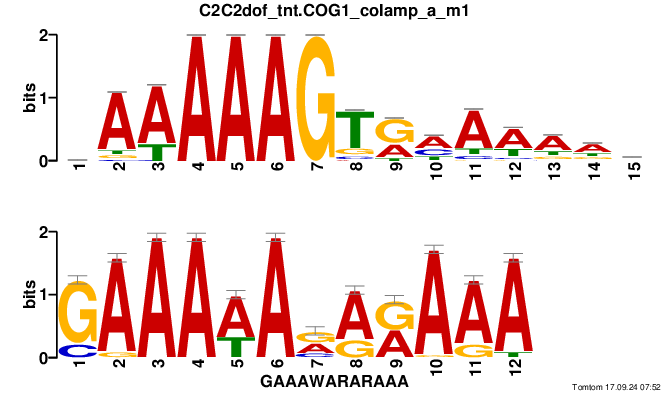 C2C2dof_tnt.COG1_colamp_a_m1
2
1
0
bits
1 2 3 4 5 6 7 8 9 10 11 12 13 14 15
2
1
0
bits
1 2 3 4 5 6 7 8 9 10 11 12
GAAAWARARAAA
Tomtom 17.09.24 07:52